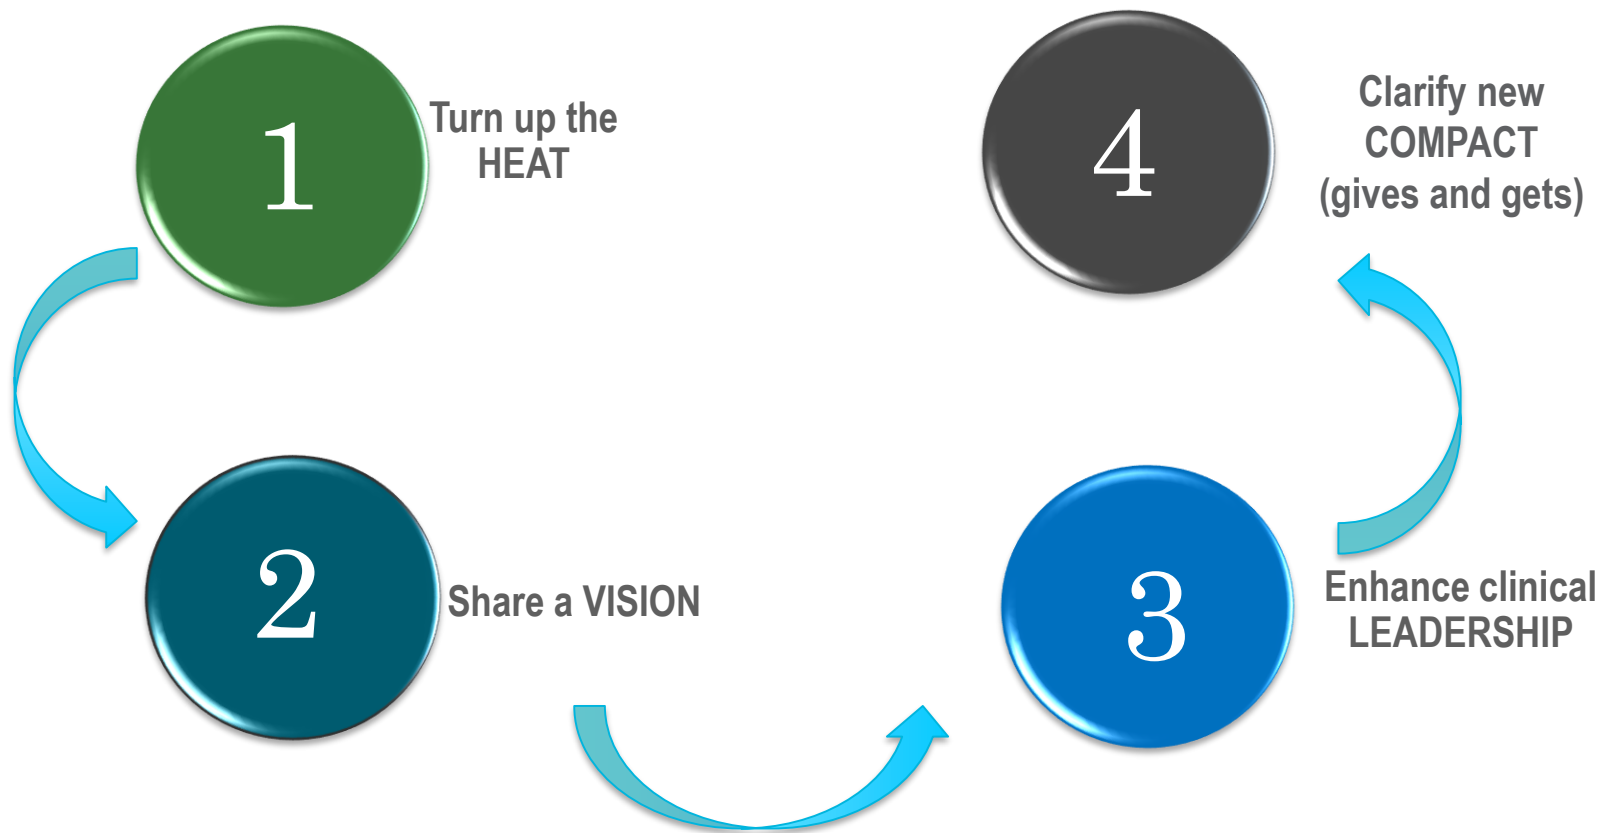 1
Turn up the
HEAT
2
Share a VISION
3
Enhance clinical
LEADERSHIP
4
Clarify new
COMPACT
(gives and gets)